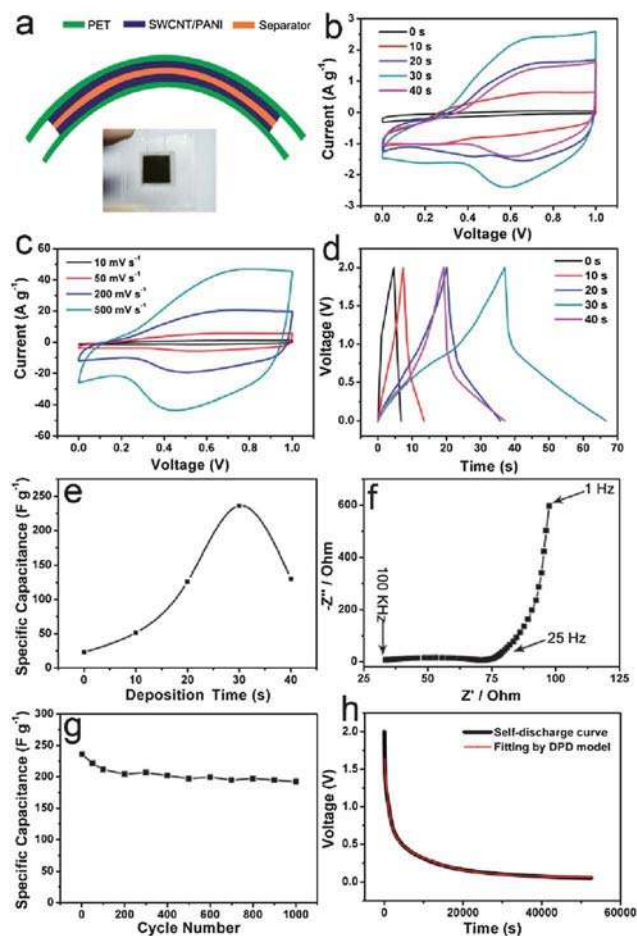 a
PET SWCNT/PANI Separator
b
0 s
10 s
20 s
30 s
40 s
3
2
1
0
-1
-2
-3
Current (A g⁻¹)
0.0 0.2 0.4 0.6 0.8 1.0
Voltage (V)
c
10 mV s⁻¹
50 mV s⁻¹
200 mV s⁻¹
500 mV s⁻¹
60
40
20
0
-20
-40
-60
Current (A g⁻¹)
0.0 0.2 0.4 0.6 0.8 1.0
Voltage (V)
d
0 s
10 s
20 s
30 s
40 s
2.0
1.5
1.0
0.5
0.0
Voltage (V)
0 10 20 30 40 50 60 70
Time (s)
e
250
200
150
100
50
0
Specific Capacitance (F g⁻¹)
0 10 20 30 40
Deposition Time (s)
f
600
400
200
0
-Z'' / Ohm
1 Hz
100 KHz
25 Hz
25 50 75 100 125
Z' / Ohm
g
300
250
200
150
100
50
0
Specific Capacitance (F g⁻¹)
0 200 400 600 800 1000
Cycle Number
h
Self-discharge curve
Fitting by DPD model
2.0
1.5
1.0
0.5
0.0
Voltage (V)
0 20000 40000 60000
Time (s)